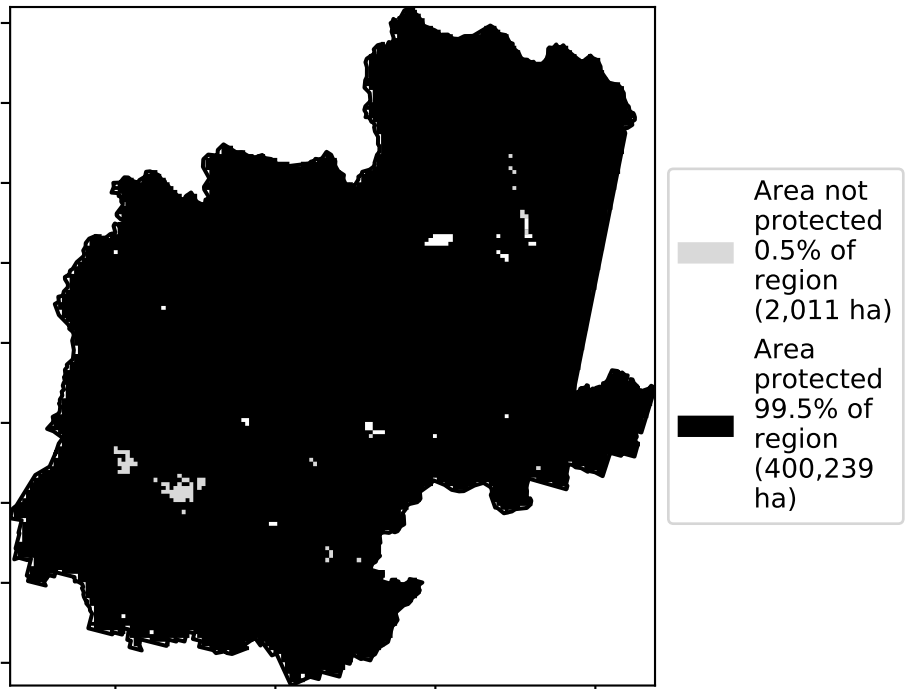 Area not
protected
0.5% of
region
(2,011 ha)
Area
protected
99.5% of
region
(400,239
ha)